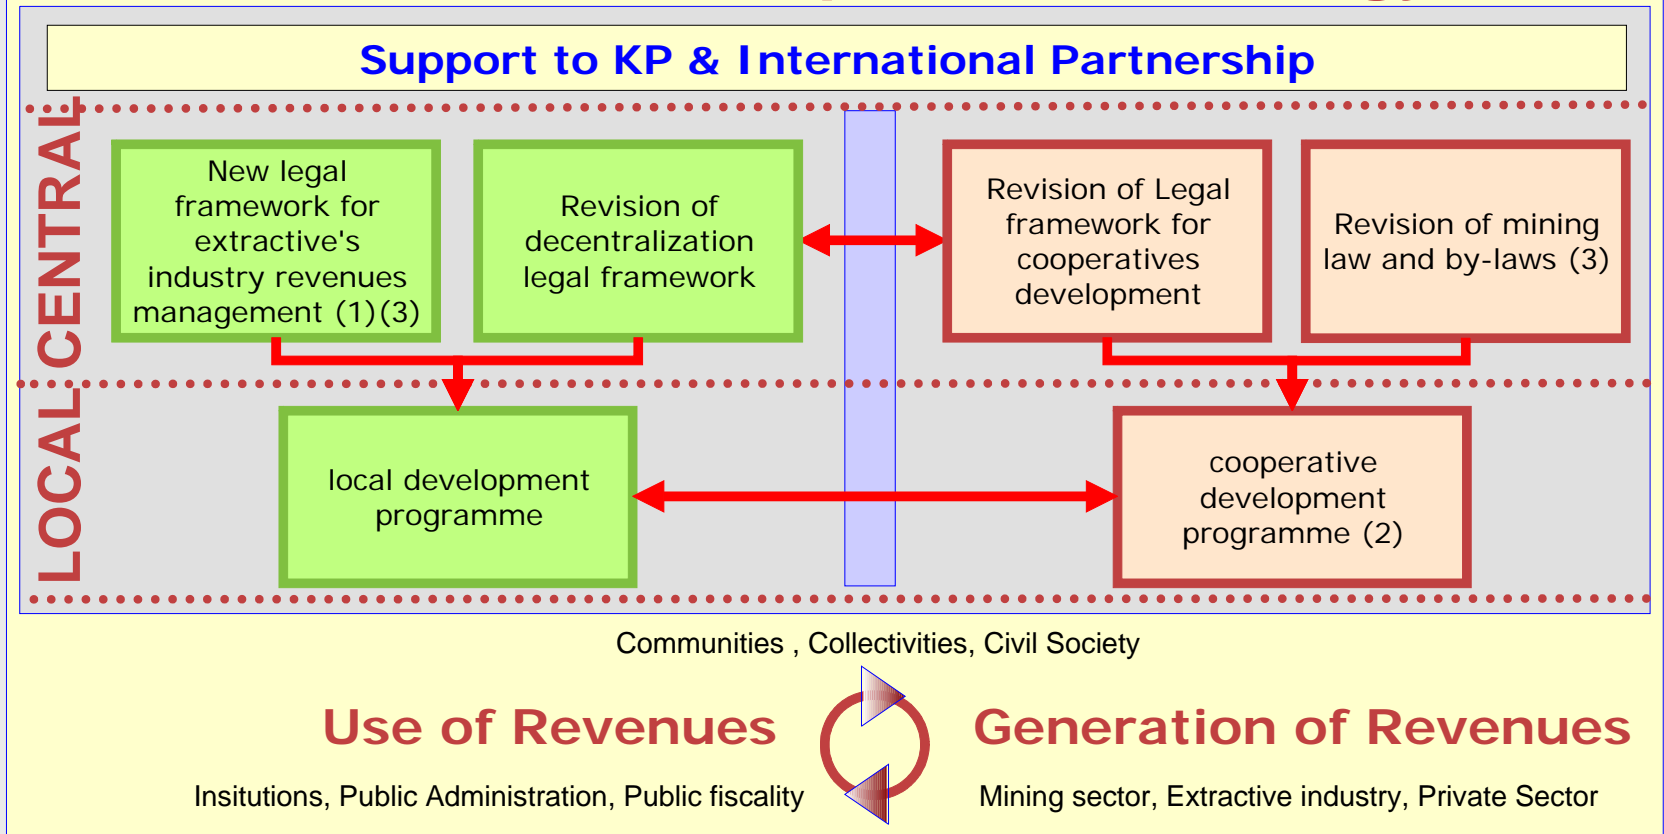 Support to KP & International Partnership
CENTRAL
New legal
framework for
extractive's
industry revenues
management (1)(3)
Revision of
decentralization
legal framework
Revision of Legal
framework for
cooperatives
development
Revision of mining
law and by-laws (3)
LOCAL
local development
programme
cooperative
development
programme (2)
Communities , Collectivities, Civil Society
Use of Revenues
Generation of Revenues
Insitutions, Public Administration, Public fiscality
Mining sector, Extractive industry, Private Sector